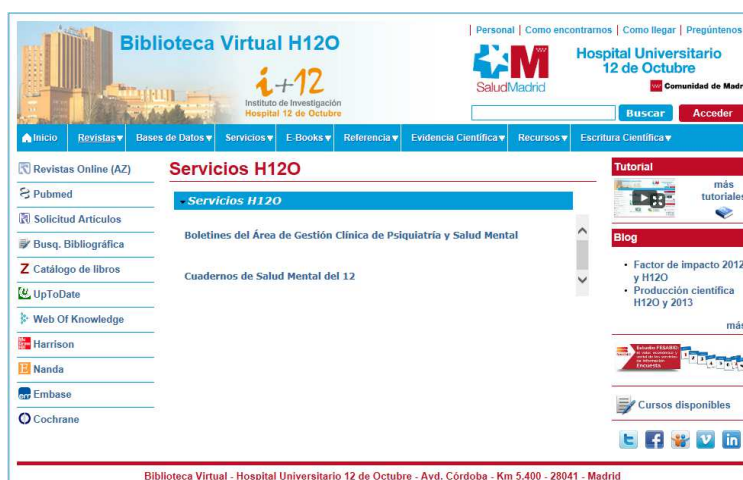 Personal | Como encontrarnos | Como llegar | Pregúntenos
Biblioteca Virtual H12O
i+12
Instituto de Investigación
Hospital 12 de Octubre
SaludMadrid
Hospital Universitario
12 de Octubre
Comunidad de Madr
Buscar
Acceder
Inicio
Revistas
Bases de Datos
Servicios
E-Books
Referencia
Evidencia Científica
Recursos
Escritura Científica
Revistas Online (AZ)
Pubmed
Solicitud Artículos
Busq. Bibliográfica
Catálogo de libros
UpToDate
Web Of Knowledge
Harrison
Nanda
Embase
Cochrane
Servicios H12O
Servicios H12O
Boletines del Área de Gestión Clínica de Psiquiatría y Salud Mental
Cuadernos de Salud Mental del 12
Tutorial
más
tutoriales
Blog
Factor de impacto 2012
y H12O
Producción científica
H12O y 2013
más
Estudio FESABID
Encuesta
Cursos disponibles
Biblioteca Virtual - Hospital Universitario 12 de Octubre - Avd. Córdoba - Km 5,400 - 28041 - Madrid